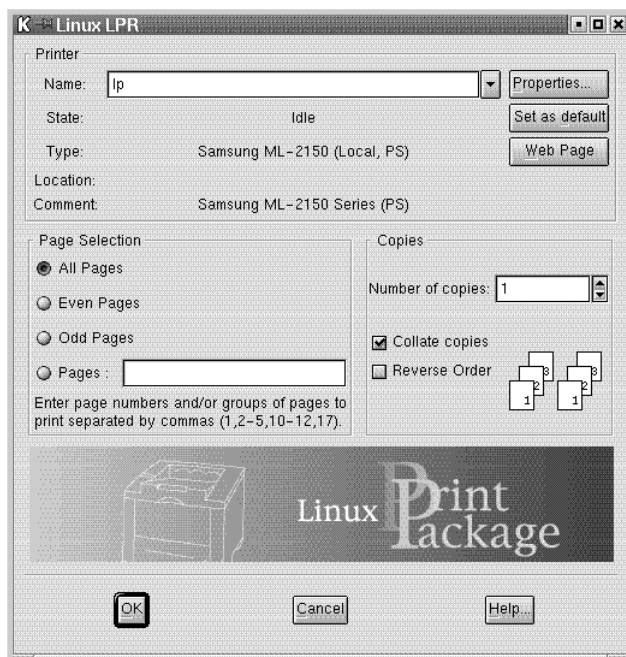 K Linux LPR
Printer
Name: lp Properties...
State: Idle Set as default
Type: Samsung ML-2150 (Local, PS) Web Page
Location:
Comment: Samsung ML-2150 Series (PS)
Page Selection
All Pages
Even Pages
Odd Pages
Pages :
Enter page numbers and/or groups of pages to
print separated by commas (1,2-5,10-12,17).
Copies
Number of copies: 1
Collate copies
Reverse Order
1 2 3 1 2 3
Linux Print Package
OK Cancel Help...